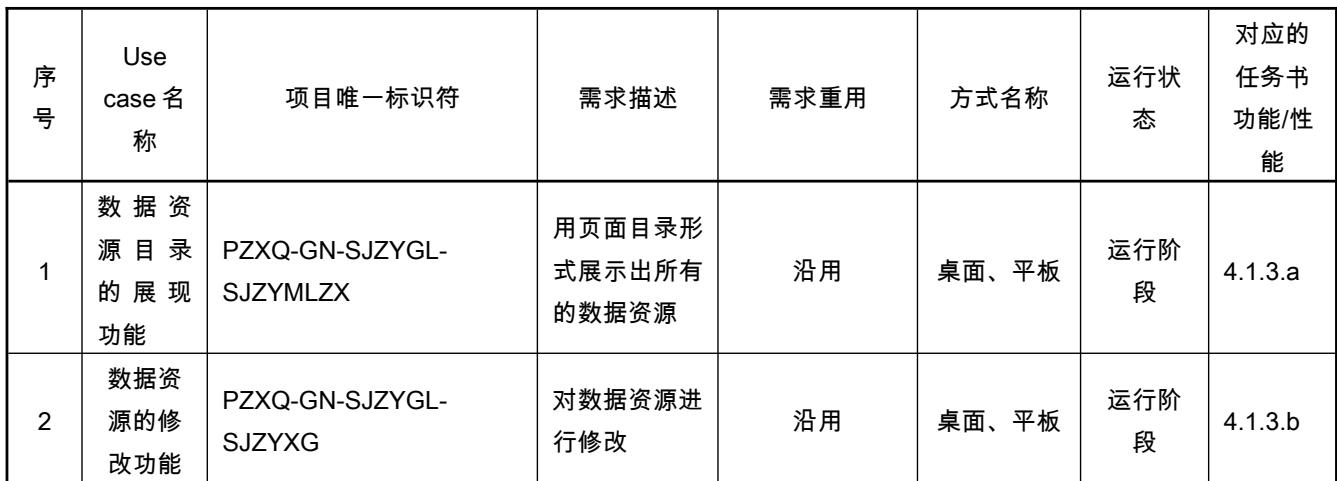 序
号
Use
case 名
称
项目唯一标识符
需求描述
需求重用
方式名称
运行状
态
对应的
任务书
功能/性
能
1
数据资
源目录
的展现
功能
PZXQ-GN-SJZYGL-
SJZYMLZX
用页面目录形
式展示出所有
的数据资源
沿用
桌面、平板
运行阶
段
4.1.3.a
2
数据资
源的修
改功能
PZXQ-GN-SJZYGL-
SJZYXG
对数据资源进
行修改
沿用
桌面、平板
运行阶
段
4.1.3.b